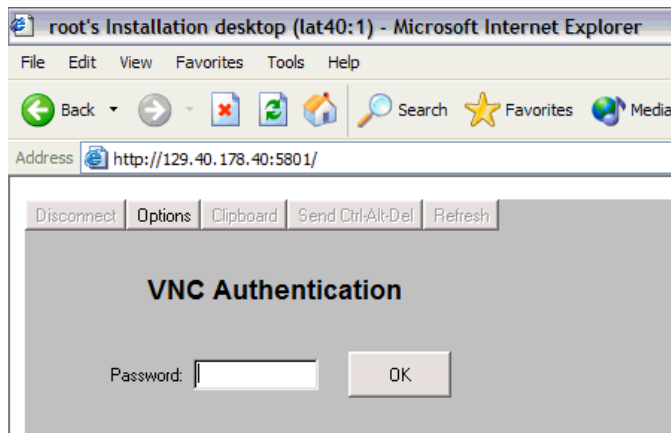 root's Installation desktop (lat40:1) - Microsoft Internet Explorer
File Edit View Favorites Tools Help
Back Search Favorites Media
Address http://129.40.178.40:5801/
Disconnect Options Clipboard Send Ctrl-Alt-Del Refresh
VNC Authentication
Password: OK